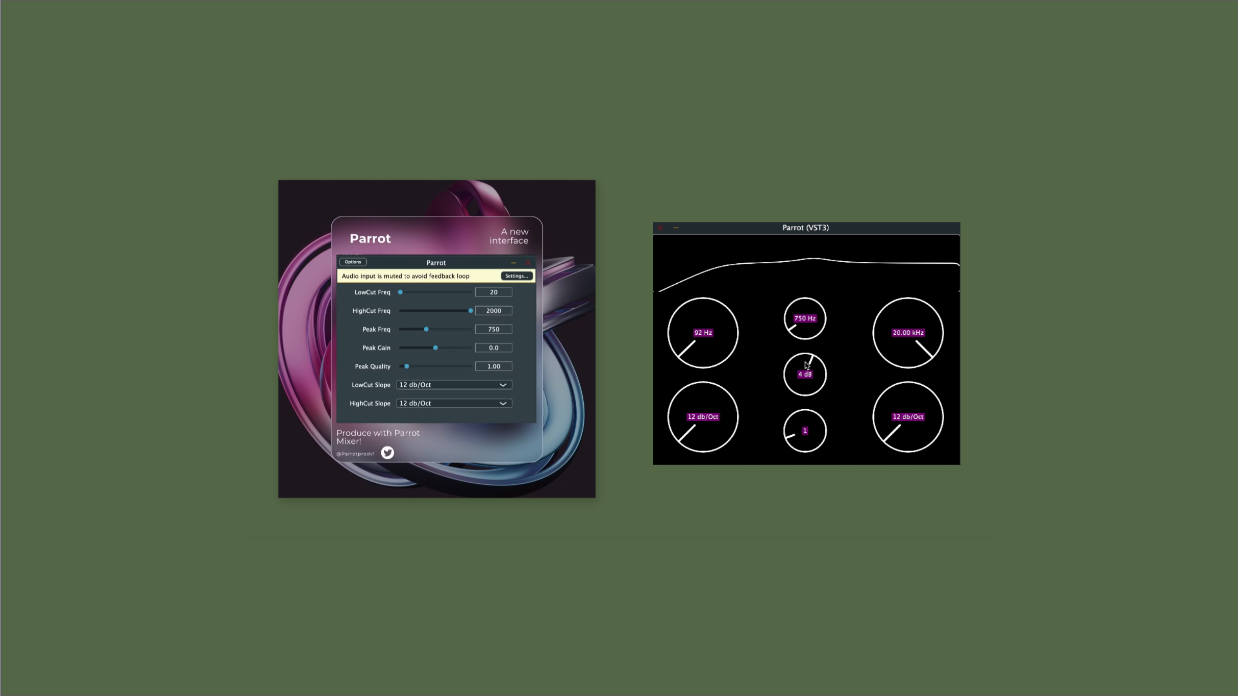 Parrot
A new
interface
Options
Parrot
Audio input is muted to avoid feedback loop
Settings...
LowCut Freq
20
HighCut Freq
2000
Peak Freq
750
Peak Gain
0.0
Peak Quality
1.00
LowCut Slope
12 db/Oct
HighCut Slope
12 db/Oct
Produce with Parrot
Mixer!
@Parrotprodvl
Parrot (VST3)
92 Hz
750 Hz
20.00 kHz
4 dB
12 db/Oct
1
12 db/Oct